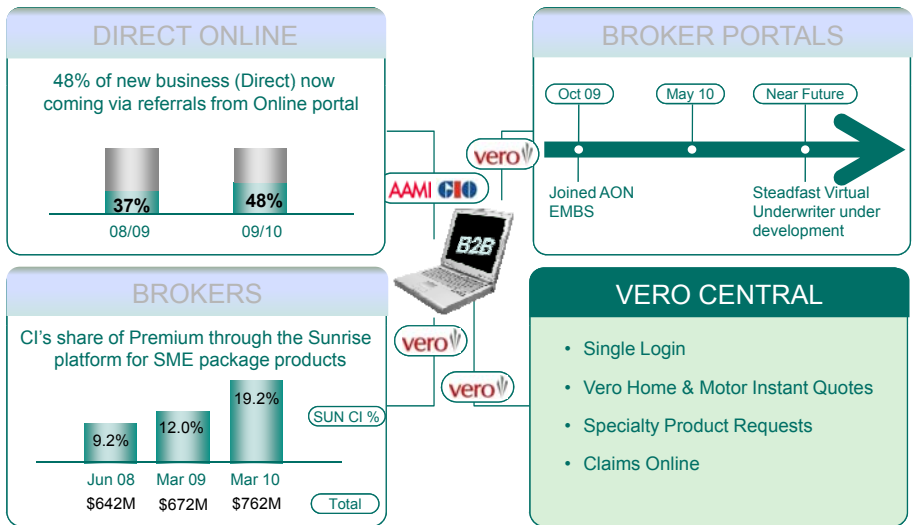 DIRECT ONLINE
48% of new business (Direct) now
coming via referrals from Online portal
37%
48%
08/09
09/10
BROKER PORTALS
Oct 09
May 10
Near Future
Joined AON
EMBS
Steadfast Virtual
Underwriter under
development
vero
AAMI GIO
B2B
vero
vero
BROKERS
CI's share of Premium through the Sunrise
platform for SME package products
9.2%
12.0%
19.2%
SUN CI %
Jun 08
Mar 09
Mar 10
$642M
$672M
$762M
Total
VERO CENTRAL
• Single Login
• Vero Home & Motor Instant Quotes
• Specialty Product Requests
• Claims Online